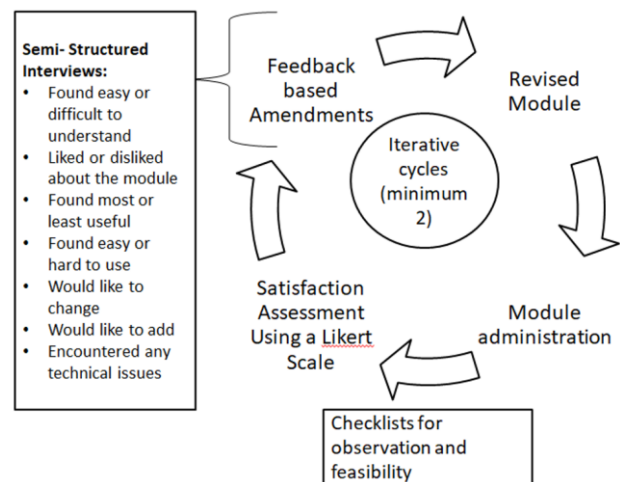 Semi- Structured
Interviews:
• Found easy or
difficult to
understand
• Liked or disliked
about the module
• Found most or
least useful
• Found easy or
hard to use
• Would like to
change
• Would like to add
• Encountered any
technical issues
Feedback
based
Amendments
Revised
Module
Iterative
cycles
(minimum
2)
Module
administration
Satisfaction
Assessment
Using a Likert
Scale
Checklists for
observation and
feasibility